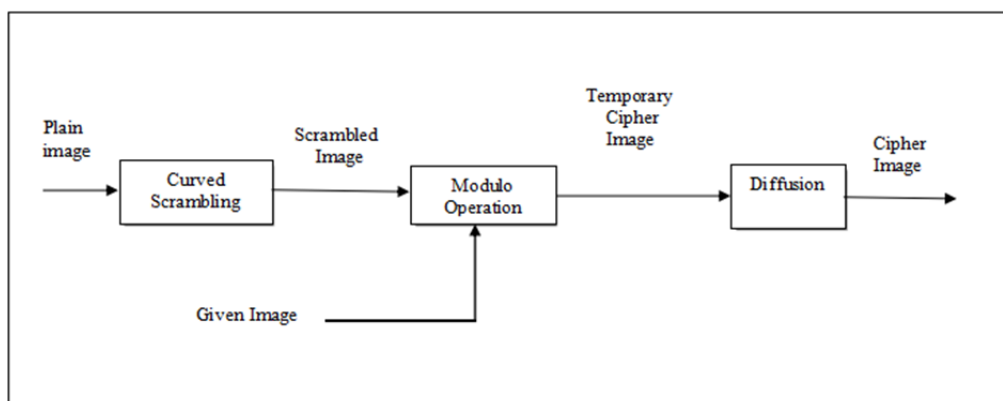 Plain
image
Curved
Scrambling
Scrambled
Image
Modulo
Operation
Given Image
Temporary
Cipher
Image
Diffusion
Cipher
Image